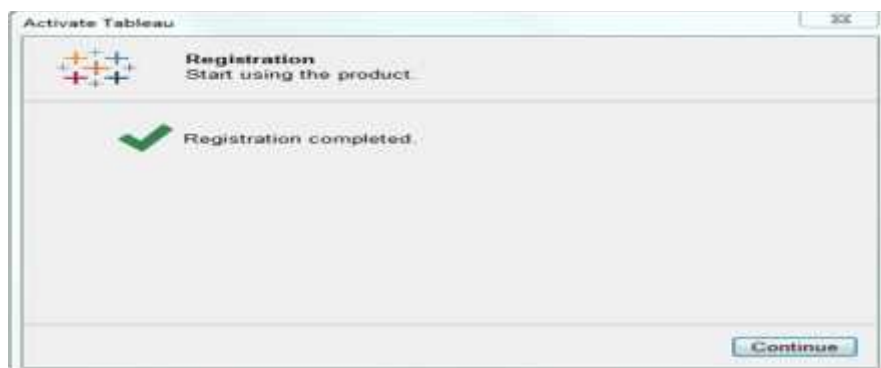 Activate Tableau
Registration
Start using the product.
Registration completed.
Continue